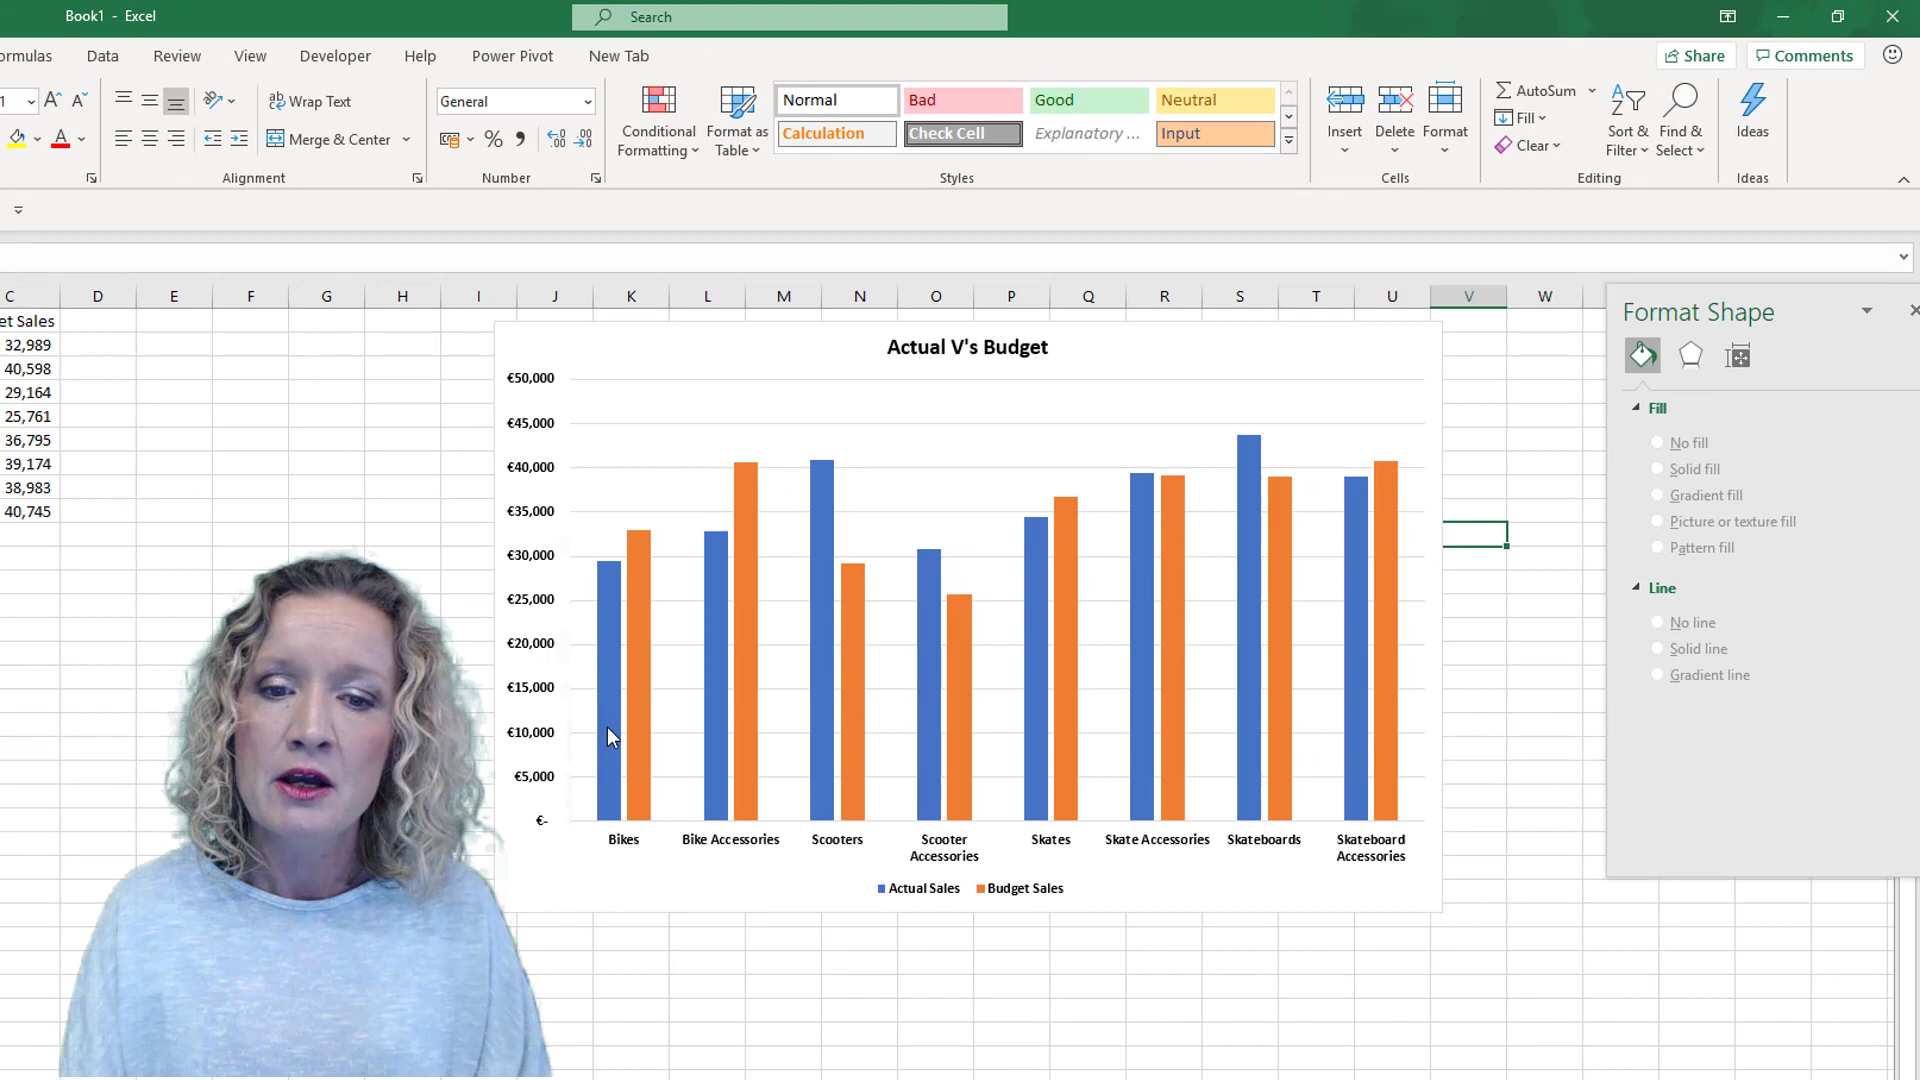 Book1 - Excel
Search
ormulas Data Review View Developer Help Power Pivot New Tab
Share Comments
1 A A Wrap Text General Conditional Formatting Format as Table Normal Bad Good Neutral
Calculation Check Cell Explanatory ... Input
A Merge & Center % Insert Delete Format
AutoSum
Fill
Clear
Sort & Filter
Find & Select
Ideas
Alignment Number Styles Cells Editing Ideas
C D E F G H I J K L M N O P Q R S T U V W
et Sales
32,989
40,598
29,164
25,761
36,795
39,174
38,983
40,745
Actual V's Budget
€50,000
€45,000
€40,000
€35,000
€30,000
€25,000
€20,000
€15,000
€10,000
€5,000
€-
Bikes Bike Accessories Scooters Scooter Accessories Skates Skate Accessories Skateboards Skateboard Accessories
Actual Sales Budget Sales
Format Shape
Fill
No fill
Solid fill
Gradient fill
Picture or texture fill
Pattern fill
Line
No line
Solid line
Gradient line